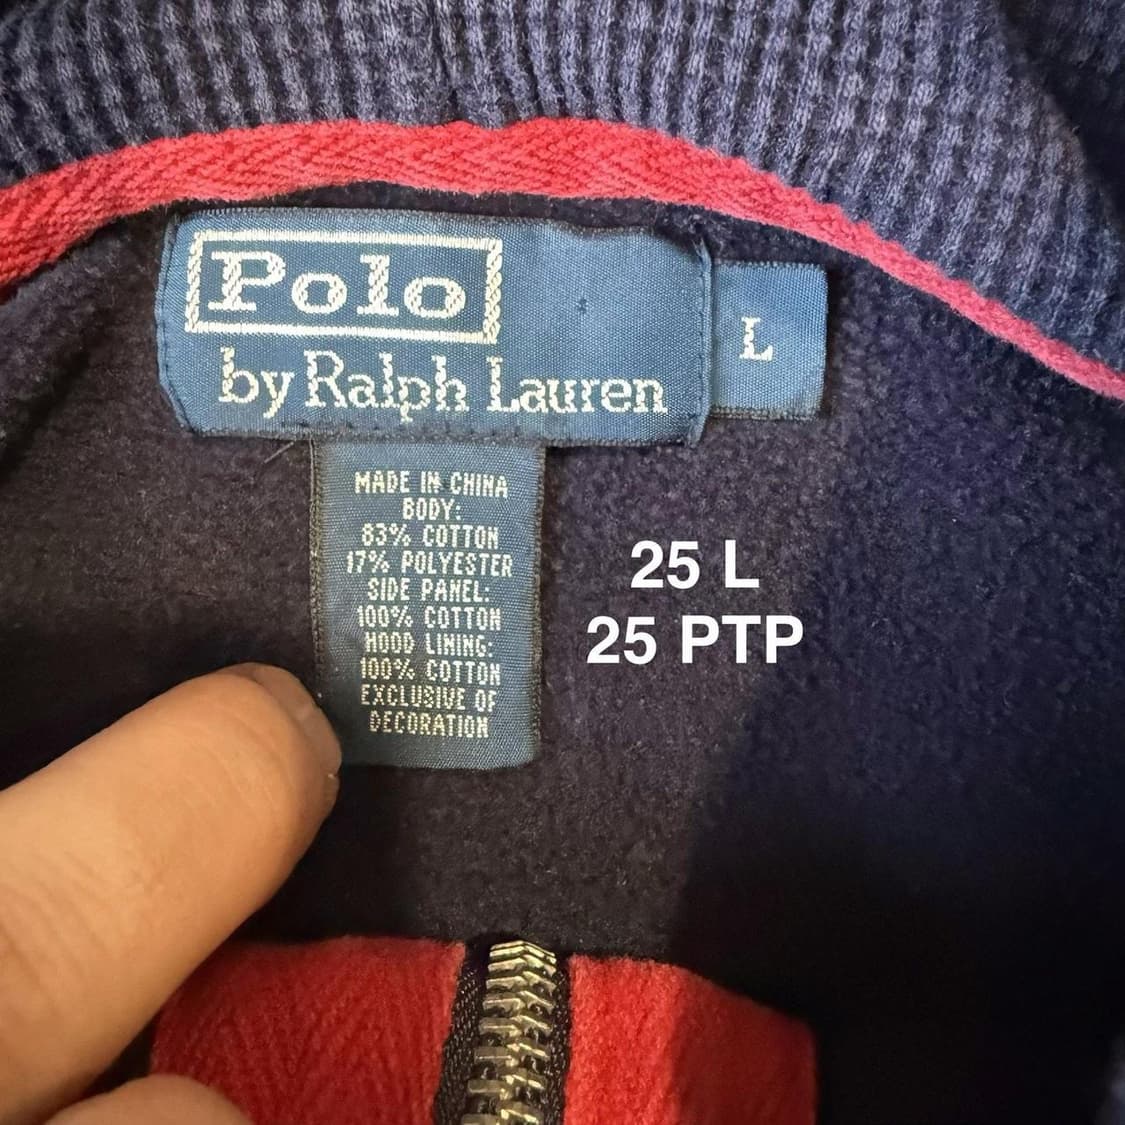 Polo
by Ralph Lauren
L
MADE IN CHINA
BODY:
83% COTTON
17% POLYESTER
SIDE PANEL:
100% COTTON
HOOD LINING:
100% COTTON
EXCLUSIVE OF
DECORATION
25 L
25 PTP